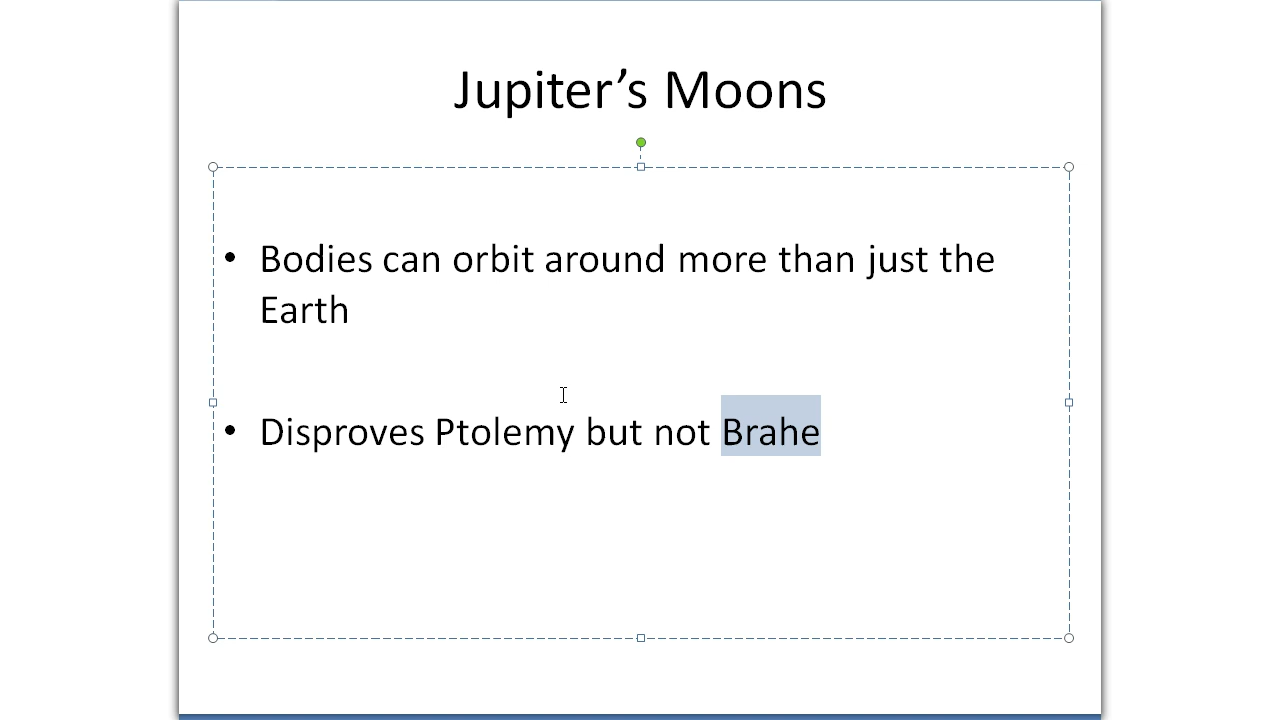 Jupiter’s Moons
• Bodies can orbit around more than just the
Earth
• Disproves Ptolemy but not Brahe